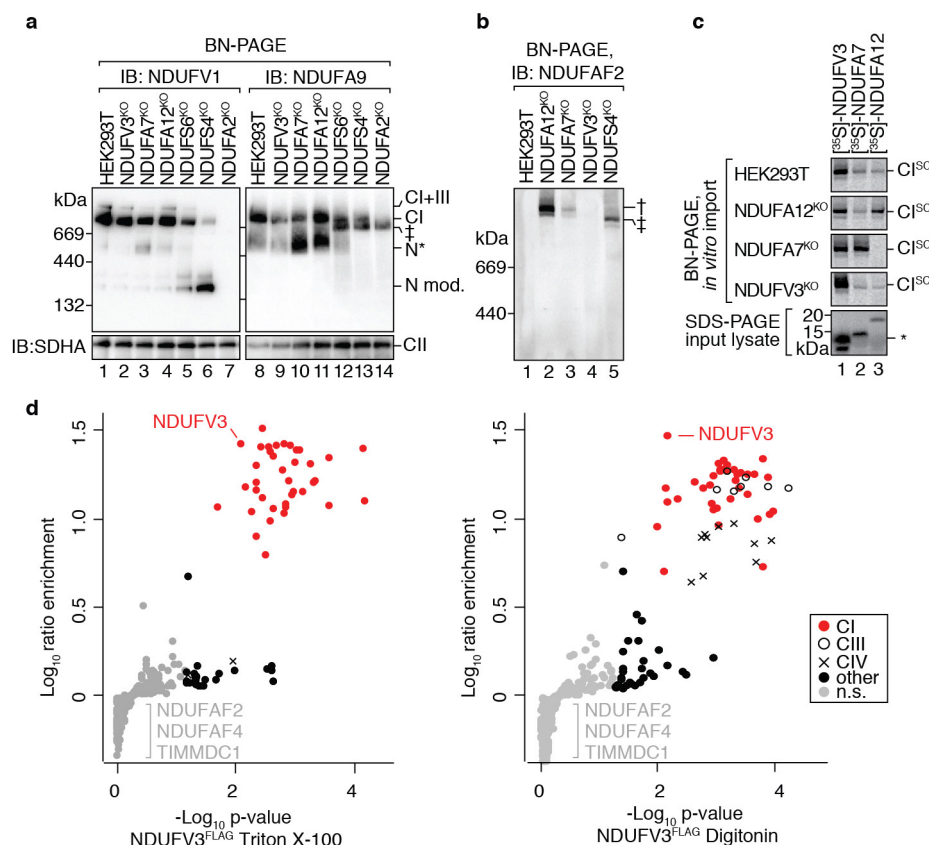 a
BN-PAGE
IB: NDUFV1
IB: NDUFA9
HEK293T
NDUFV3KO
NDUFA7KO
NDUFA12KO
NDUFS6KO
NDUFS4KO
NDUFA2KO
HEK293T
NDUFV3KO
NDUFA7KO
NDUFA12KO
NDUFS6KO
NDUFS4KO
NDUFA2KO
kDa
669
440
132
CI+III
CI
‡
N*
N mod.
IB:SDHA
CII
1 2 3 4 5 6 7 8 9 10 11 12 13 14
b
BN-PAGE,
IB: NDUFAF2
HEK293T
NDUFA12KO
NDUFA7KO
NDUFV3KO
NDUFS4KO
kDa
669
440
†
‡
1 2 3 4 5
c
[35S]-NDUFV3
[35S]-NDUFA7
[35S]-NDUFA12
BN-PAGE,
in vitro import
HEK293T
CISC
NDUFA12KO
CISC
NDUFA7KO
NDUFV3KO
CISC
SDS-PAGE
input lysate
20
15
kDa
*
1 2 3
d
NDUFV3
1.5
1.0
0.5
0
Log10 ratio enrichment
NDUFAF2
NDUFAF4
TIMMDC1
0 2 4
-Log10 p-value
NDUFV3FLAG Triton X-100
NDUFV3
1.5
1.0
0.5
0
Log10 ratio enrichment
NDUFAF2
NDUFAF4
TIMMDC1
0 2 4
-Log10 p-value
NDUFV3FLAG Digitonin
CI
CIII
CIV
other
n.s.